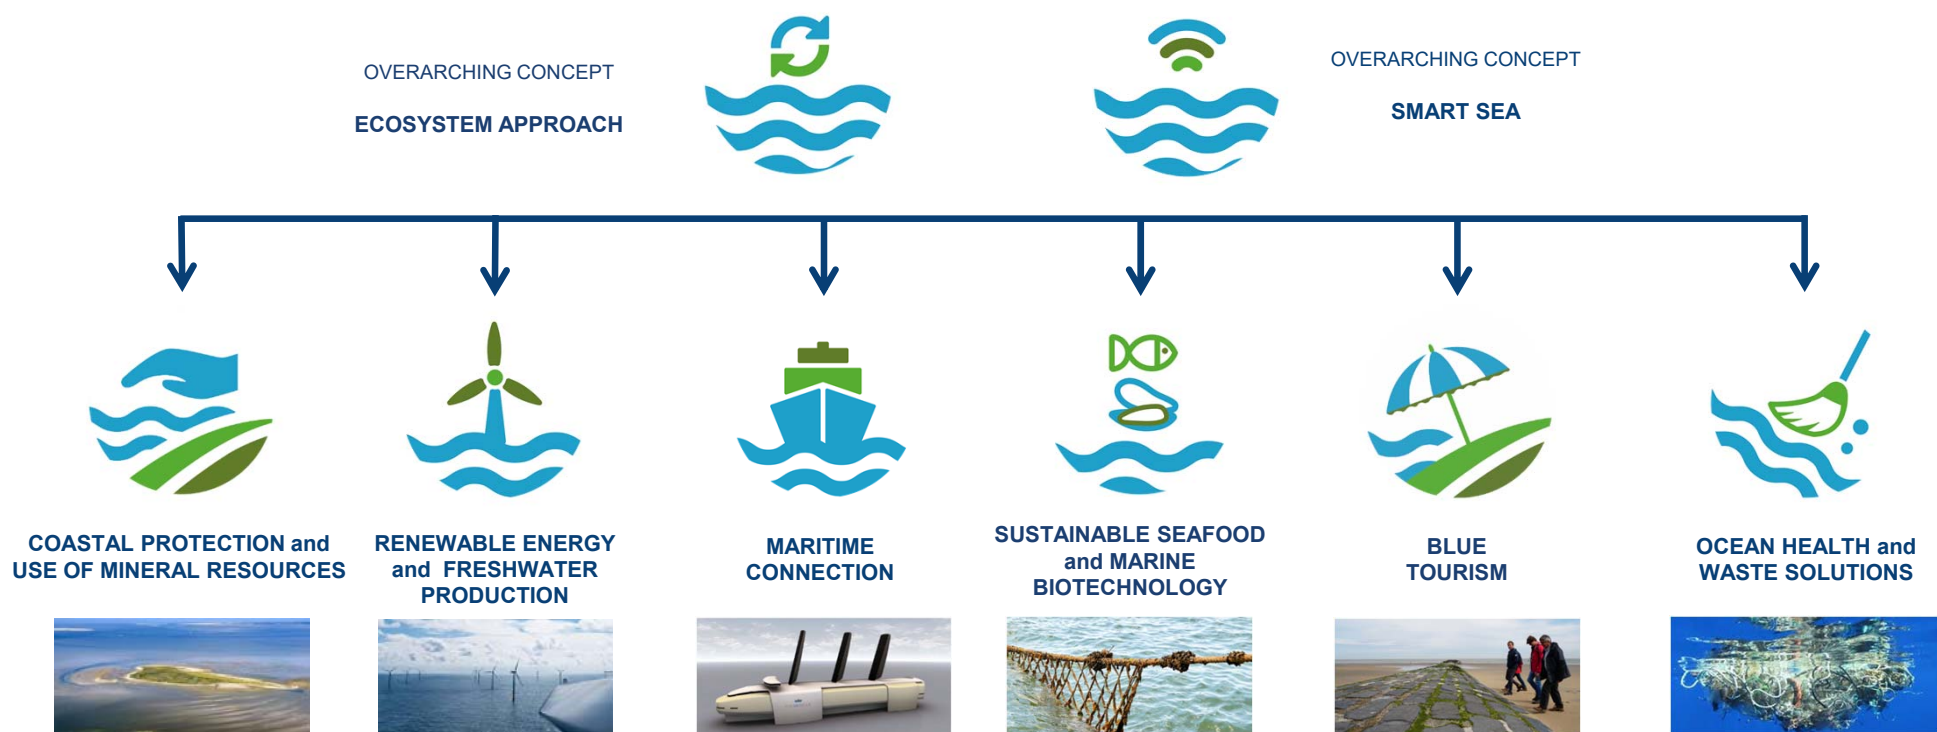 OVERARCHING CONCEPT
ECOSYSTEM APPROACH
OVERARCHING CONCEPT
SMART SEA
COASTAL PROTECTION and
USE OF MINERAL RESOURCES
RENEWABLE ENERGY
and FRESHWATER
PRODUCTION
MARITIME
CONNECTION
SUSTAINABLE SEAFOOD
and MARINE
BIOTECHNOLOGY
BLUE
TOURISM
OCEAN HEALTH and
WASTE SOLUTIONS